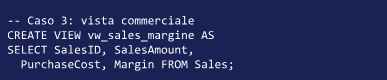 -- Caso 3: vista commerciale
CREATE VIEW vw_sales_margine AS
SELECT SalesID, SalesAmount,
  PurchaseCost, Margin FROM Sales;